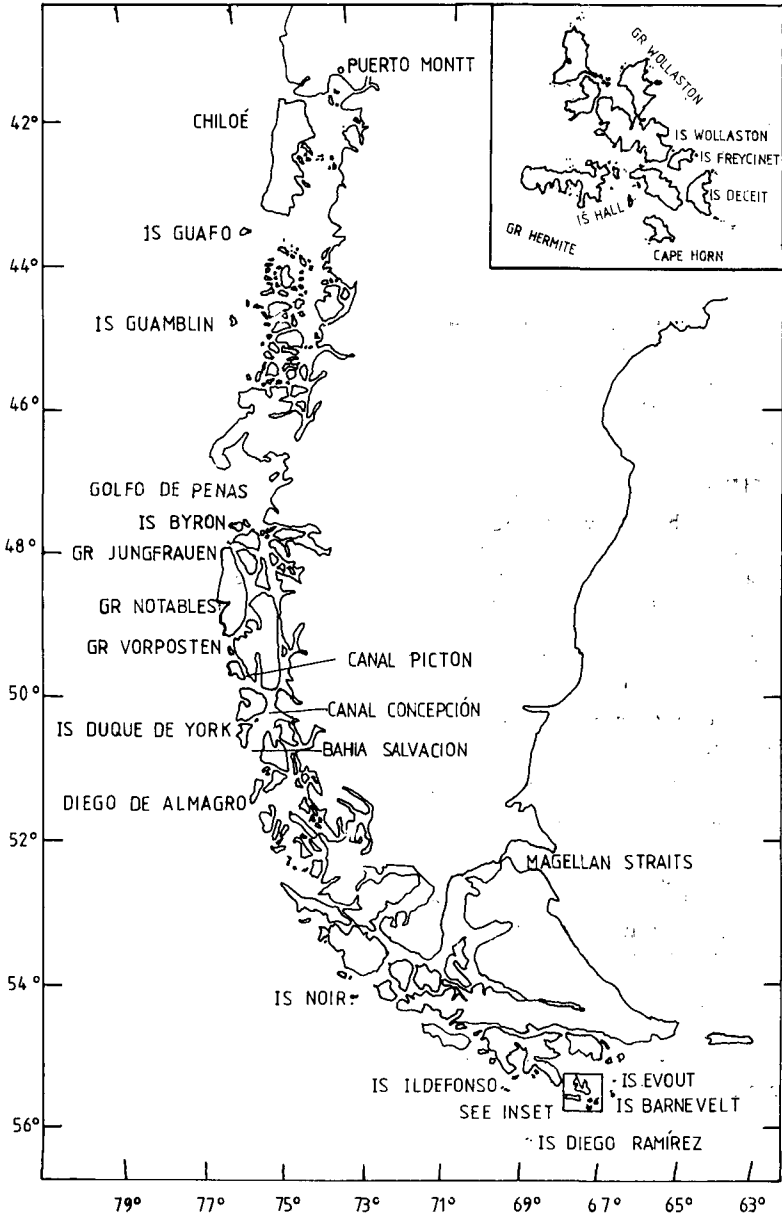 PUERTO MONTT
42°
CHILOÉ
IS GUAFO
44°
IS GUAMBLIN
46°
GOLFO DE PENAS
IS BYRON
48°
GR JUNGFRAUEN
GR NOTABLES
GR VORPOSTEN
CANAL PICTON
50°
CANAL CONCEPCIÓN
IS DUQUE DE YORK
BAHIA SALVACION
DIEGO DE ALMAGRO
52°
MAGELLAN STRAITS
54°
IS NOIR
IS ILDEFONSO
IS EVOUT
SEE INSET
IS BARNEVELT
56°
IS DIEGO RAMÍREZ
79° 77° 75° 73° 71° 69° 67° 65° 63°
GR WOLLASTON
IS WOLLASTON
IS FREYCINET
IS DECEIT
IS HALL
GR HERMITE
CAPE HORN